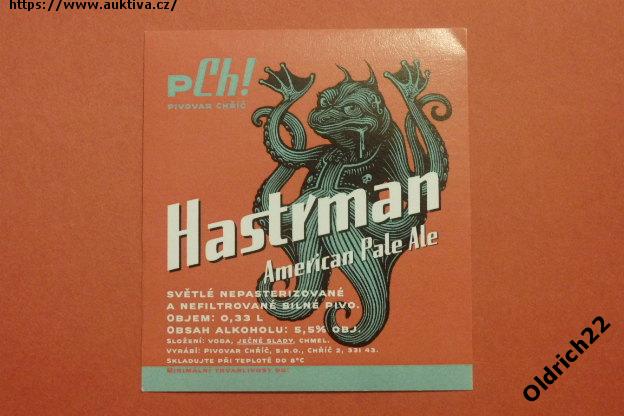 https://www.auktiva.cz/
pCh!
PIVOVAR CHŘÍČ
Hastrman
American Pale Ale
SVĚTLÉ NEPASTERIZOVANÉ
A NEFILTROVANÉ SILNÉ PIVO.
OBJEM: 0,33 L
OBSAH ALKOHOLU: 5,5% OBJ.
SLOŽENÍ: VODA, JEČNÉ SLADY, CHMEL.
VYRÁBÍ: PIVOVAR CHŘÍČ, S.R.O., CHŘÍČ 2, 331 43.
SKLADUJTE PŘI TEPLOTĚ DO 8°C
MINIMÁLNÍ TRVANLIVOST DO:
Oldrich22